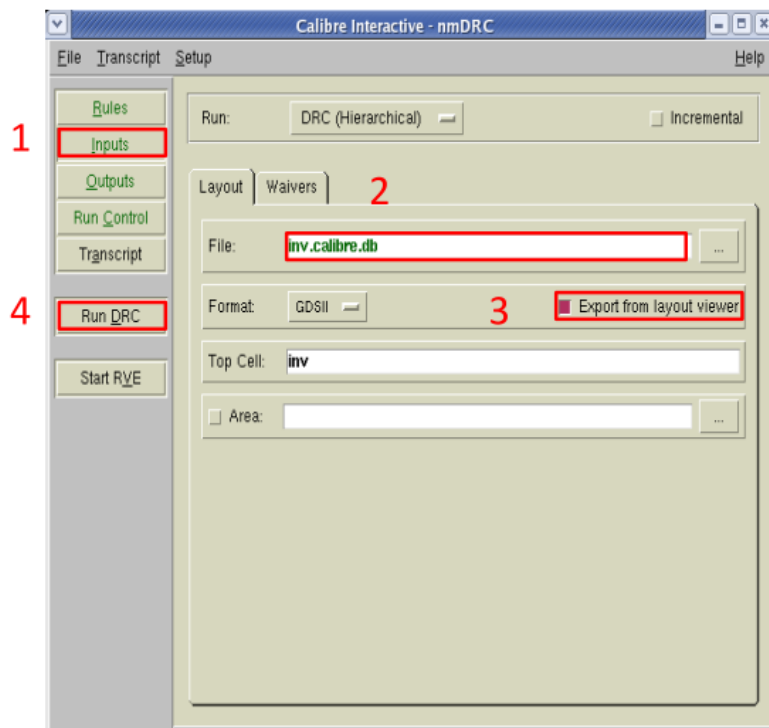 Calibre Interactive - nmDRC
File Transcript Setup Help
Rules
1
Inputs
Outputs
Run Control
Transcript
4
Run DRC
Start RVE
Run: DRC (Hierarchical) Incremental
Layout Waivers
2
File: inv.calibre.db ...
Format: GDSII 3 Export from layout viewer
Top Cell: inv
Area: ...